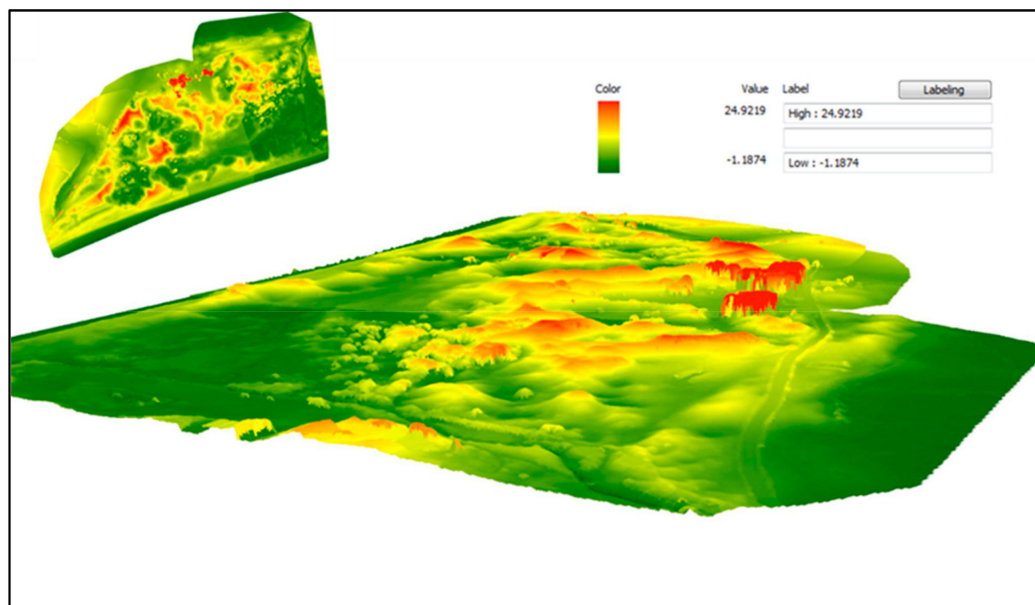 Color
Value Label Labeling
24.9219 High : 24.9219
-1.1874 Low : -1.1874